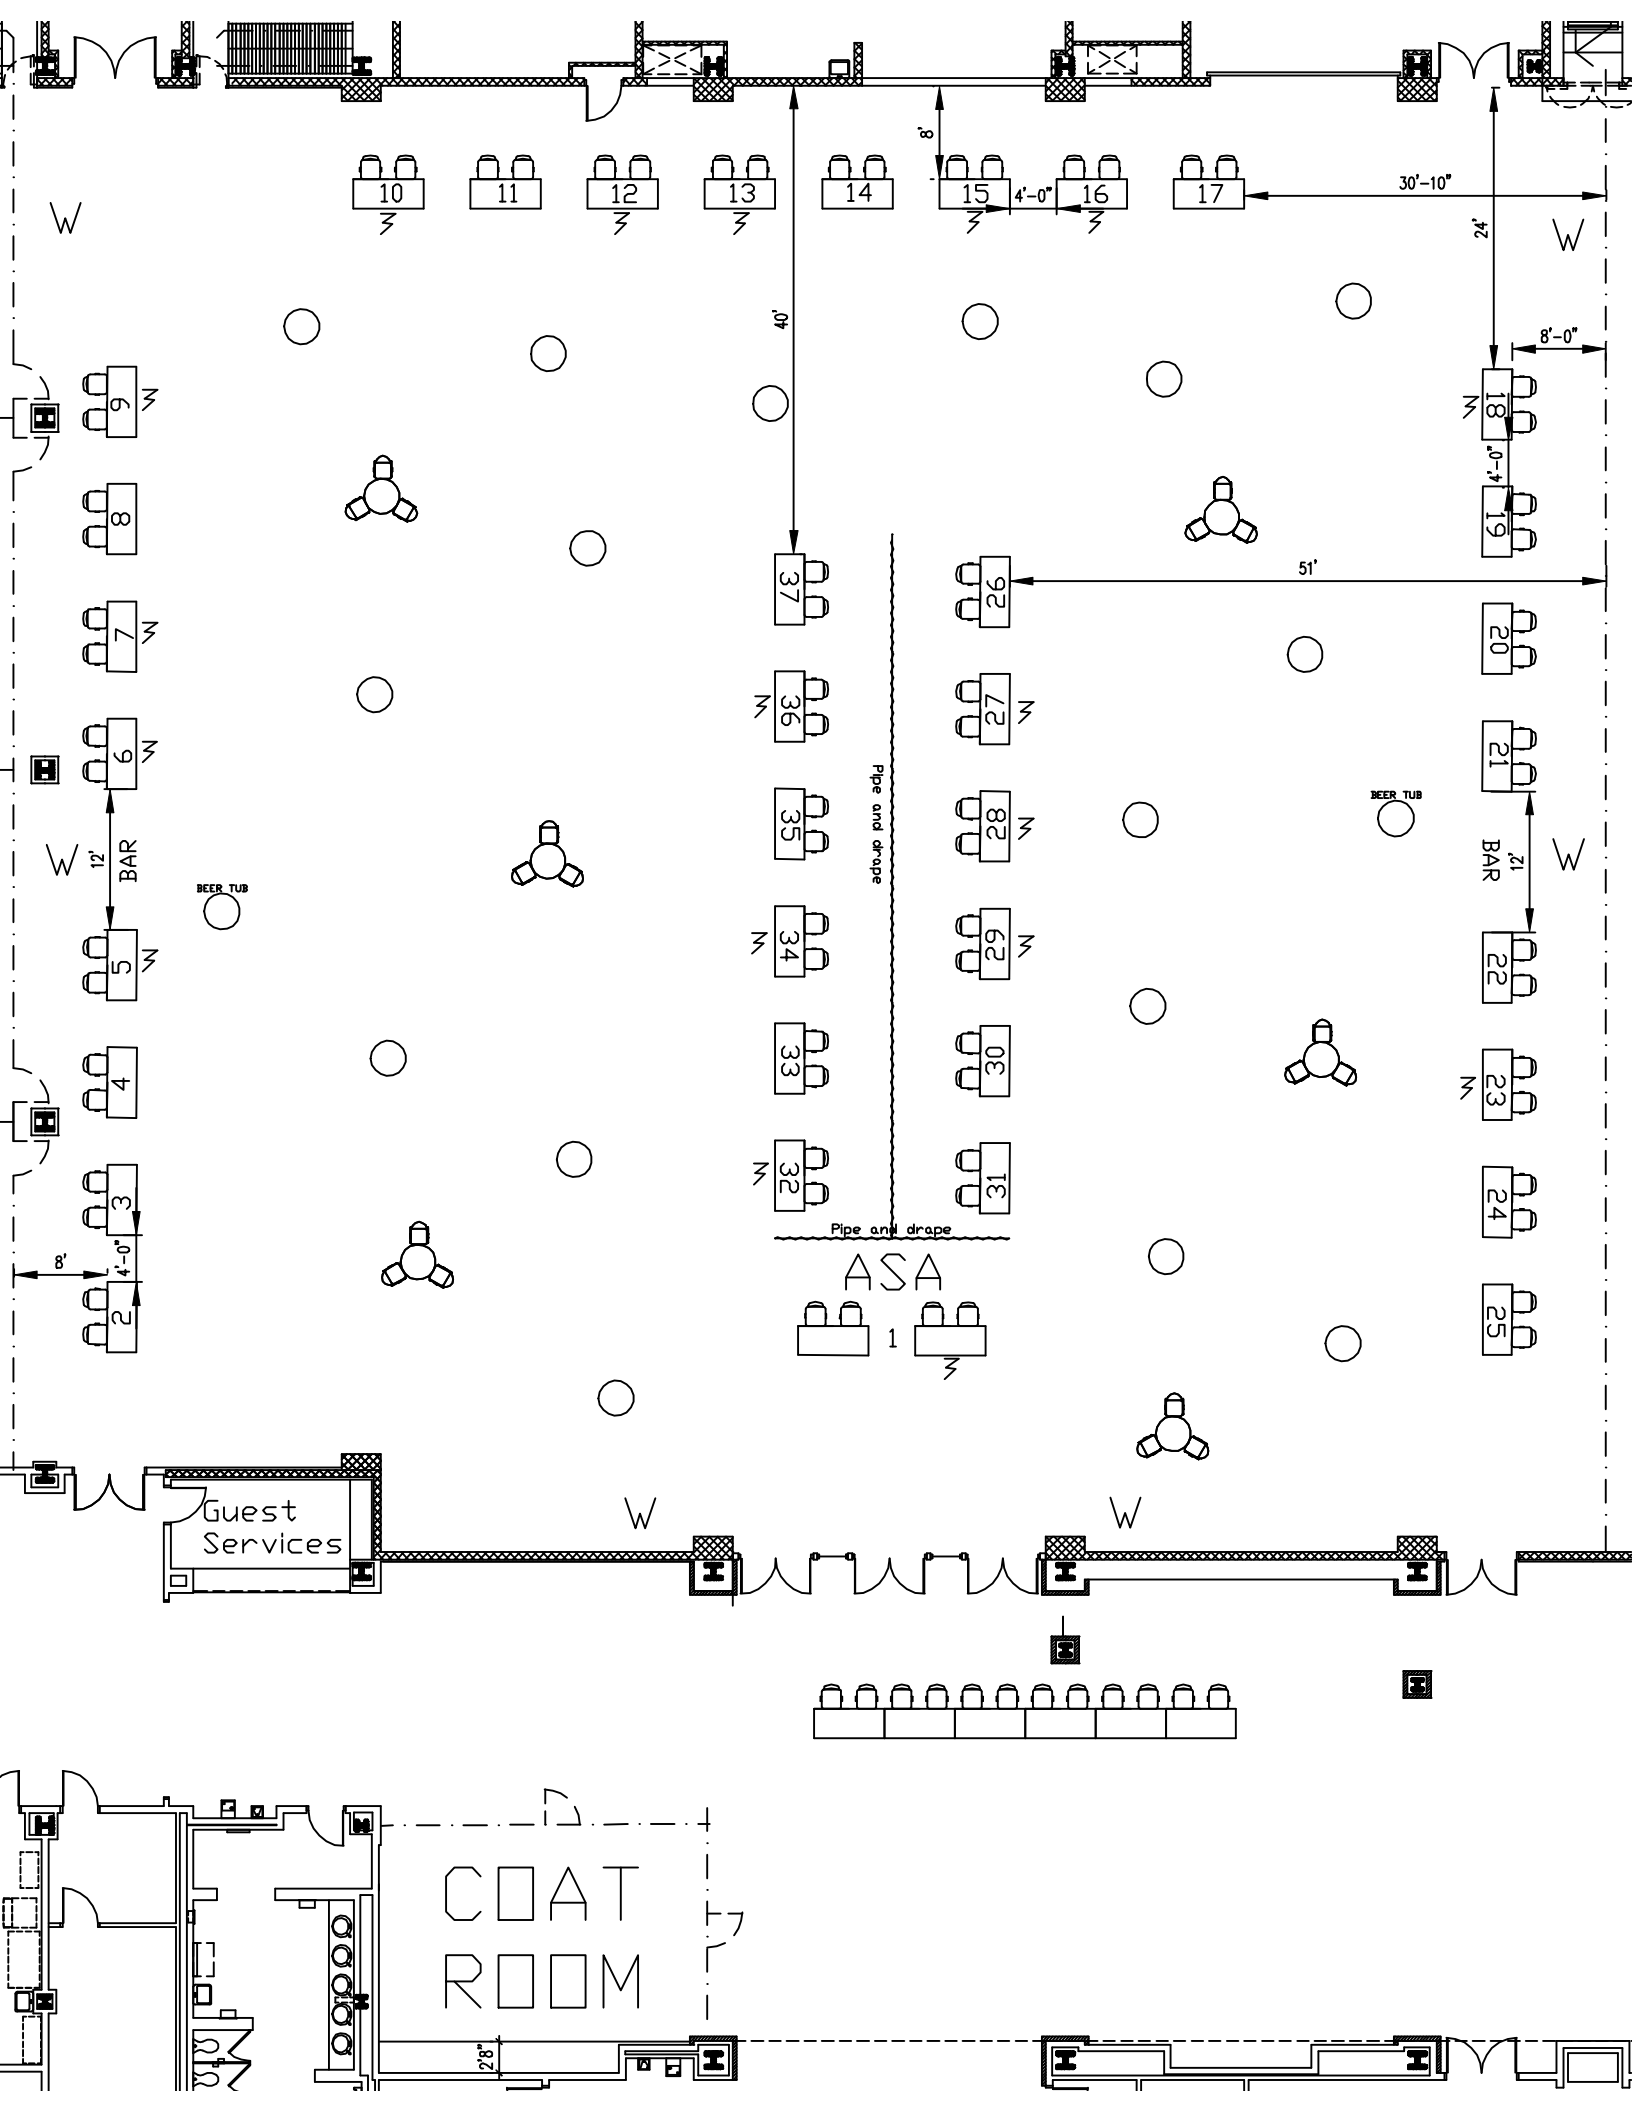 8'
10
11
12
13
14
15
4'-0"
16
17
30'-10"
W
24'
W
40'
8'-0"
9
18
4'-0"
8
19
37
26
51'
7
20
36
27
6
21
Pipe and drape
BEER TUB
35
28
12'
BAR
W
BAR
12'
W
BEER TUB
5
34
29
22
4
33
30
23
3
32
31
24
Pipe and drape
8'
4'-0"
ASA
2
1
25
Guest
Services
W
W
COAT
ROOM
2'8"